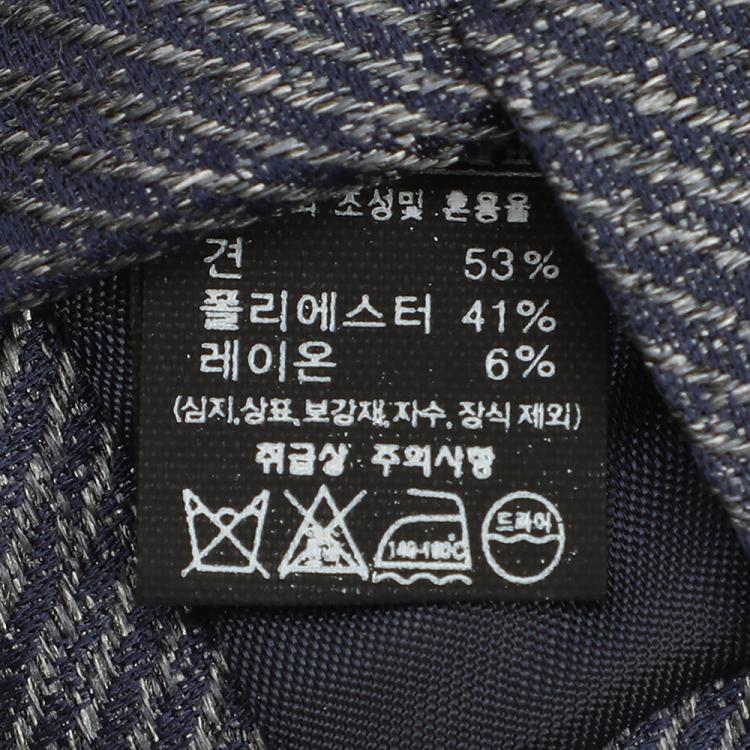 조성및 혼용율
견 53%
폴리에스터 41%
레이온 6%
(심지,상표,보강재,자수,장식 제외)
취급상 주의사항
드라이